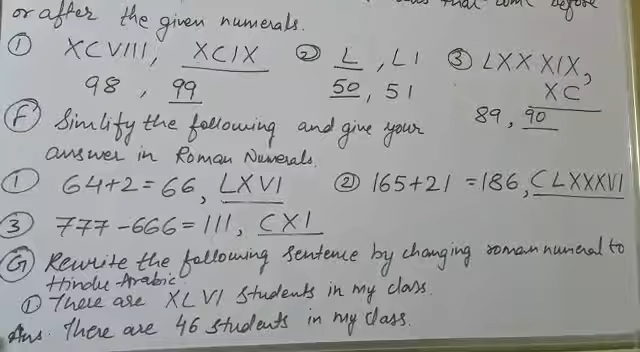 that come before
or after the given numerals.
① XCVIII, XCIX ② L, LI ③ LXXXIX, XC
98, 99 50, 51 89, 90
Ⓕ Simlify the following and give your
answer in Roman Numerals.
① 64+2=66, LXVI ② 165+21=186, CLXXXVI
③ 777-666=111, CXI
Ⓖ Rewrite the following sentence by changing roman numeral to
Hindu Arabic.
① There are XLVI students in my class.
Ans. There are 46 students in my class.